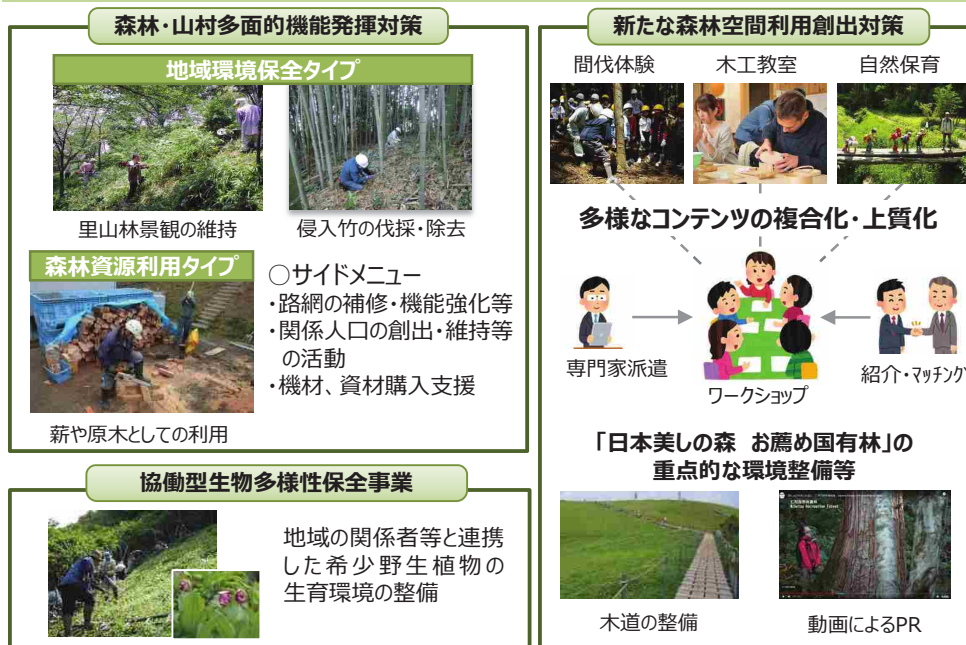 森林・山村多面的機能発揮対策
地域環境保全タイプ
里山林景観の維持
侵入竹の伐採・除去
森林資源利用タイプ
薪や原木としての利用
○サイドメニュー
・路網の補修・機能強化等
・関係人口の創出・維持等
の活動
・機材、資材購入支援
協働型生物多様性保全事業
地域の関係者等と連携
した希少野生植物の
生育環境の整備
新たな森林空間利用創出対策
間伐体験
木工教室
自然保育
多様なコンテンツの複合化・上質化
専門家派遣
ワークショップ
紹介・マッチング
「日本美しの森 お薦め国有林」の
重点的な環境整備等
木道の整備
動画によるPR